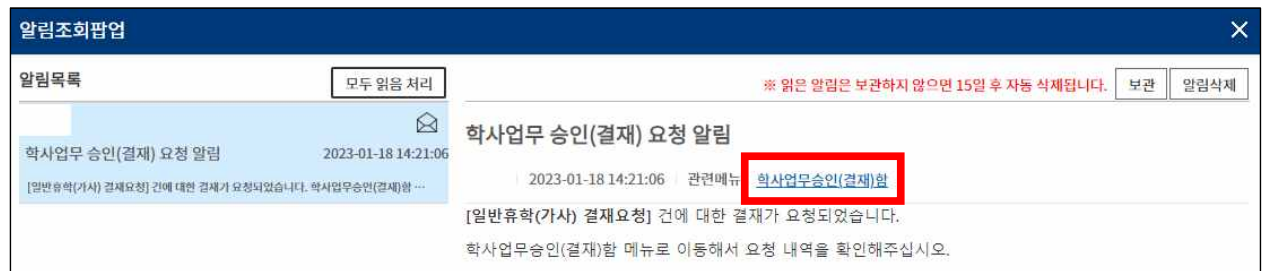 알림조회팝업
알림목록
모두 읽음 처리
※ 읽은 알림은 보관하지 않으면 15일 후 자동 삭제됩니다.
보관
알림삭제
학사업무 승인(결재) 요청 알림
2023-01-18 14:21:06
[일반휴학(가사) 결재요청] 건에 대한 결재가 요청되었습니다. 학사업무승인(결재)함 ···
학사업무 승인(결재) 요청 알림
2023-01-18 14:21:06 관련메뉴 학사업무승인(결재)함
[일반휴학(가사) 결재요청] 건에 대한 결재가 요청되었습니다.
학사업무승인(결재)함 메뉴로 이동해서 요청 내역을 확인해주십시오.